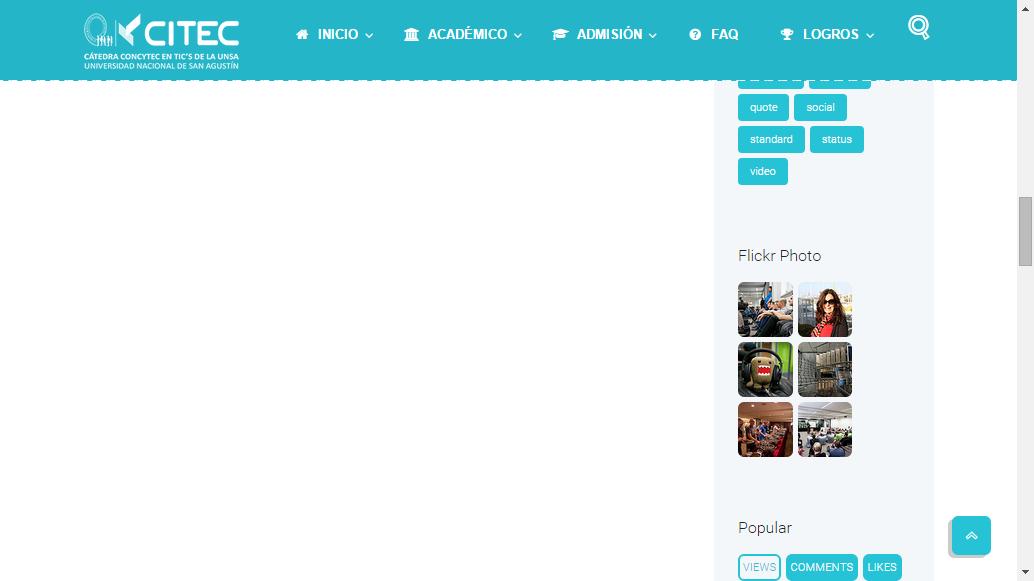 CITEC
CÁTEDRA CONCYTEC EN TIC'S DE LA UNSA
UNIVERSIDAD NACIONAL DE SAN AGUSTÍN
INICIO
ACADÉMICO
ADMISIÓN
FAQ
LOGROS
quote
social
standard
status
video
Flickr Photo
Popular
VIEWS
COMMENTS
LIKES